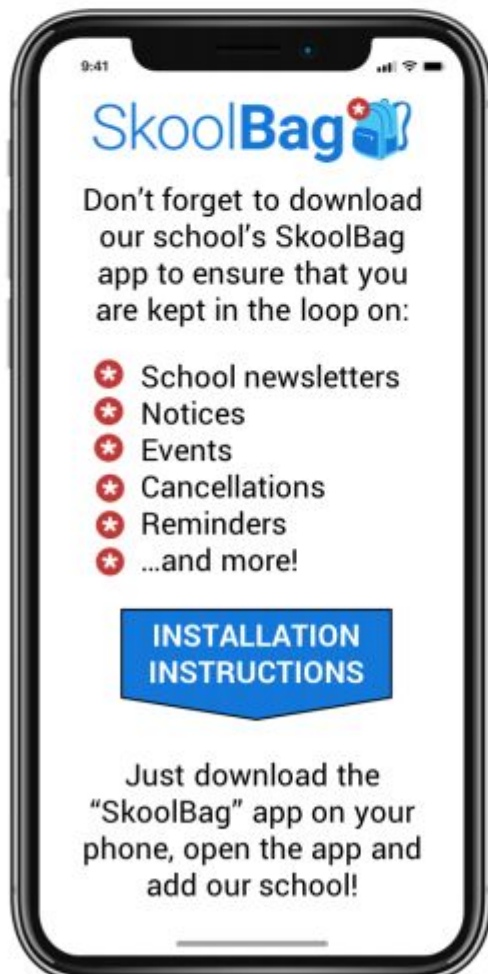 9:41
SkoolBag
Don't forget to download
our school's SkoolBag
app to ensure that you
are kept in the loop on:
School newsletters
Notices
Events
Cancellations
Reminders
...and more!
INSTALLATION
INSTRUCTIONS
Just download the
“SkoolBag” app on your
phone, open the app and
add our school!